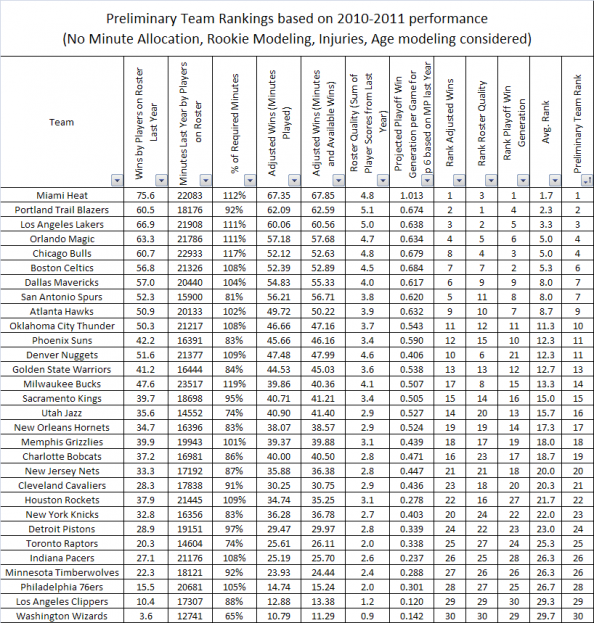 Preliminary Team Rankings based on 2010-2011 performance
(No Minute Allocation, Rookie Modeling, Injuries, Age modeling considered)
Team
Wins by Players on Roster
Last Year
Minutes Last Year by Players
on Roster
% of Required Minutes
Adjusted Wins (Minutes
Played)
Adjusted Wins (Minutes
and Available Wins)
Roster Quality (Sum of
Player Scores from Last
Year)
Projected Playoff Win
Generation per Game for
p 6 based on MP last Year
Rank Adjusted Wins
Rank Roster Quality
Rank Playoff Win
Generation
Avg. Rank
Preliminary Team Rank
Miami Heat 75.6 22083 112% 67.35 67.85 4.8 1.013 1 3 1 1.7 1
Portland Trail Blazers 60.5 18176 92% 62.09 62.59 5.1 0.674 2 1 4 2.3 2
Los Angeles Lakers 66.9 21908 111% 60.06 60.56 5.0 0.638 3 2 5 3.3 3
Orlando Magic 63.3 21786 111% 57.18 57.68 4.7 0.634 4 5 6 5.0 4
Chicago Bulls 60.7 22933 117% 52.12 52.63 4.8 0.679 8 4 3 5.0 4
Boston Celtics 56.8 21326 108% 52.39 52.89 4.5 0.684 7 7 2 5.3 6
Dallas Mavericks 57.0 20440 104% 54.83 55.33 4.0 0.617 6 9 9 8.0 7
San Antonio Spurs 52.3 15900 81% 56.21 56.71 3.8 0.620 5 11 8 8.0 7
Atlanta Hawks 50.9 20133 102% 49.72 50.22 3.9 0.632 9 10 7 8.7 9
Oklahoma City Thunder 50.3 21217 108% 46.66 47.16 3.7 0.543 11 12 11 11.3 10
Phoenix Suns 42.2 16391 83% 45.66 46.16 3.4 0.590 12 15 10 12.3 11
Denver Nuggets 51.6 21377 109% 47.48 47.99 4.6 0.406 10 6 21 12.3 11
Golden State Warriors 41.2 16444 84% 44.53 45.03 3.6 0.538 13 13 12 12.7 13
Milwaukee Bucks 47.6 23517 119% 39.86 40.36 4.1 0.507 17 8 15 13.3 14
Sacramento Kings 39.7 18698 95% 40.71 41.21 3.4 0.505 14 14 16 15.0 15
Utah Jazz 35.6 14552 74% 40.90 41.40 2.9 0.527 14 20 13 15.7 16
New Orleans Hornets 34.7 16396 83% 38.07 38.57 2.9 0.524 19 19 14 17.3 17
Memphis Grizzlies 39.9 19943 101% 39.37 39.88 3.1 0.439 18 17 19 18.0 18
Charlotte Bobcats 37.2 16981 86% 40.00 40.50 2.8 0.471 16 23 17 18.7 19
New Jersey Nets 33.3 17192 87% 35.88 36.38 2.8 0.447 21 21 18 20.0 20
Cleveland Cavaliers 28.3 17838 91% 30.25 30.75 2.9 0.436 23 18 20 20.3 21
Houston Rockets 37.9 21445 109% 34.74 35.25 3.1 0.278 22 16 27 21.7 22
New York Knicks 32.8 16356 83% 36.28 36.78 2.7 0.403 20 24 22 22.0 23
Detroit Pistons 28.9 19151 97% 29.47 29.97 2.8 0.339 24 22 23 23.0 24
Toronto Raptors 20.3 14604 74% 25.61 26.11 2.0 0.338 25 27 24 25.3 25
Indiana Pacers 27.1 21176 108% 25.19 25.70 2.6 0.237 26 25 28 26.3 26
Minnesota Timberwolves 22.3 18121 92% 23.93 24.44 2.4 0.288 27 26 26 26.3 26
Philadelphia 76ers 15.5 20681 105% 14.74 15.24 2.0 0.301 28 27 25 26.7 28
Los Angeles Clippers 10.4 17307 88% 12.88 13.38 1.2 0.120 29 29 30 29.3 29
Washington Wizards 3.6 12741 65% 10.79 11.29 0.9 0.142 30 30 29 29.7 30